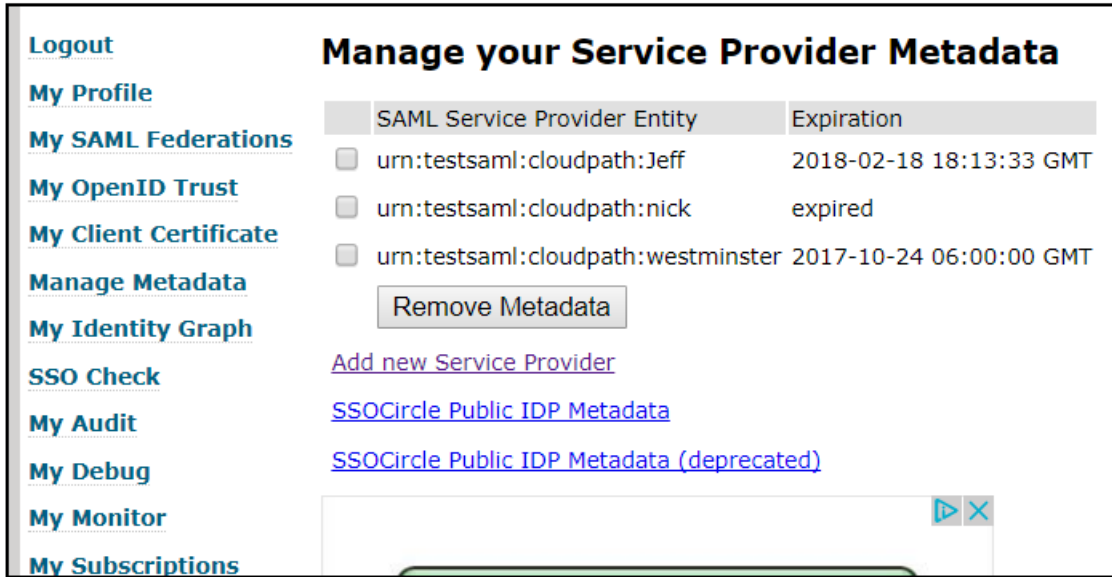 Logout
My Profile
My SAML Federations
My OpenID Trust
My Client Certificate
Manage Metadata
My Identity Graph
SSO Check
My Audit
My Debug
My Monitor
My Subscriptions
Manage your Service Provider Metadata
SAML Service Provider Entity Expiration
urn:testsaml:cloudpath:Jeff 2018-02-18 18:13:33 GMT
urn:testsaml:cloudpath:nick expired
urn:testsaml:cloudpath:westminster 2017-10-24 06:00:00 GMT
Remove Metadata
Add new Service Provider
SSOCircle Public IDP Metadata
SSOCircle Public IDP Metadata (deprecated)